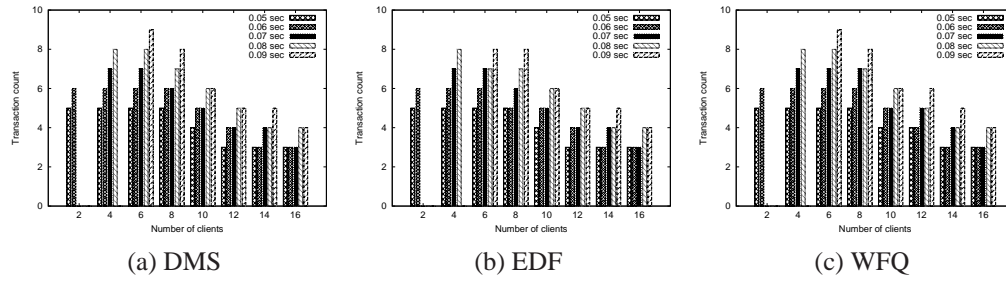 10
8
6
4
2
0
Transaction count
0.05 sec
0.06 sec
0.07 sec
0.08 sec
0.09 sec
2 4 6 8 10 12 14 16
Number of clients
(a) DMS
10
8
6
4
2
0
Transaction count
0.05 sec
0.06 sec
0.07 sec
0.08 sec
0.09 sec
2 4 6 8 10 12 14 16
Number of clients
(b) EDF
10
8
6
4
2
0
Transaction count
0.05 sec
0.06 sec
0.07 sec
0.08 sec
0.09 sec
2 4 6 8 10 12 14 16
Number of clients
(c) WFQ